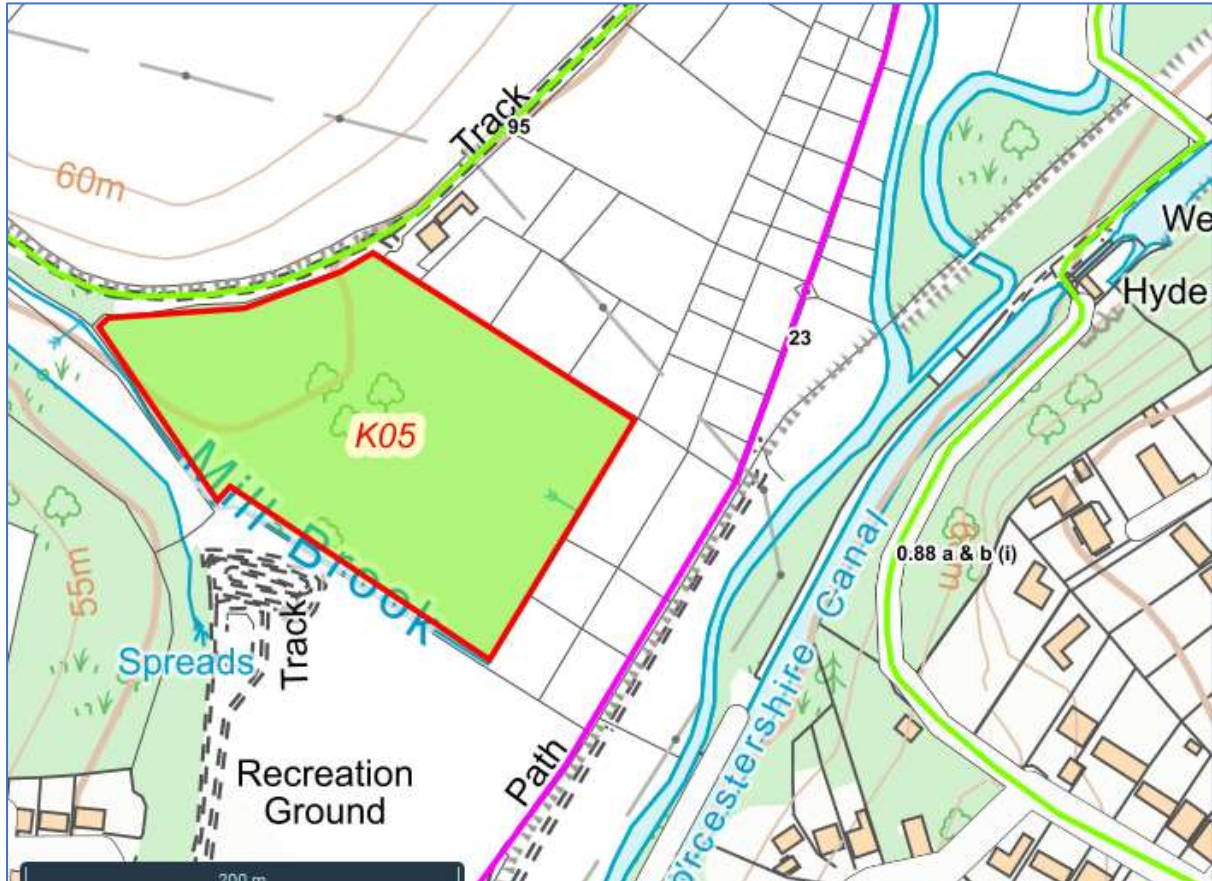 Track
95
60m
We
Hyde
23
K05
Mill Brook
0.88 a & b (i)
55m
Track
Spreads
Canal
Path
Recreation
Ground
orcestershire
200 m